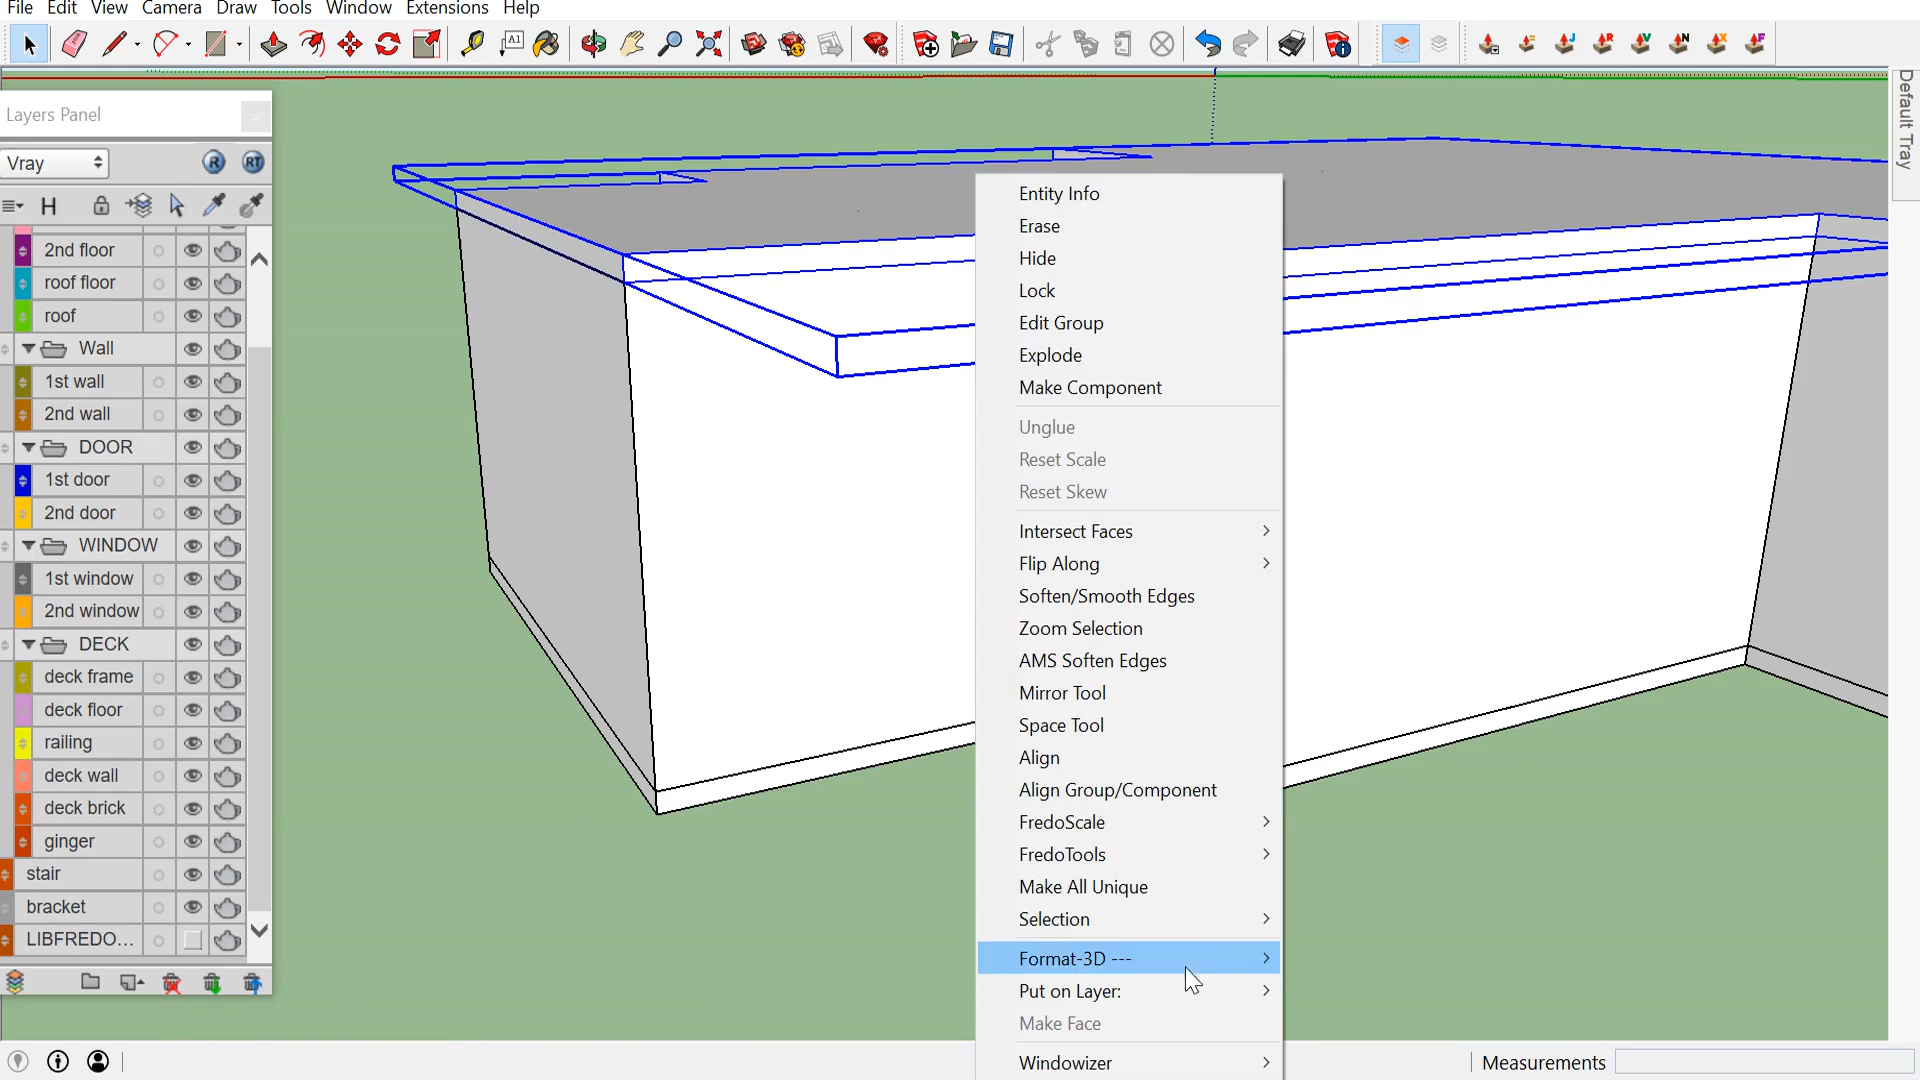 File Edit View Camera Draw Tools Window Extensions Help
A1
J R V N X F
Default Tray
Layers Panel
Vray R RT
H
2nd floor
roof floor
roof
Wall
1st wall
2nd wall
DOOR
1st door
2nd door
WINDOW
1st window
2nd window
DECK
deck frame
deck floor
railing
deck wall
deck brick
ginger
stair
bracket
LIBFREDO...
Entity Info
Erase
Hide
Lock
Edit Group
Explode
Make Component
Unglue
Reset Scale
Reset Skew
Intersect Faces
Flip Along
Soften/Smooth Edges
Zoom Selection
AMS Soften Edges
Mirror Tool
Space Tool
Align
Align Group/Component
FredoScale
FredoTools
Make All Unique
Selection
Format-3D ---
Put on Layer:
Make Face
Windowizer
Measurements